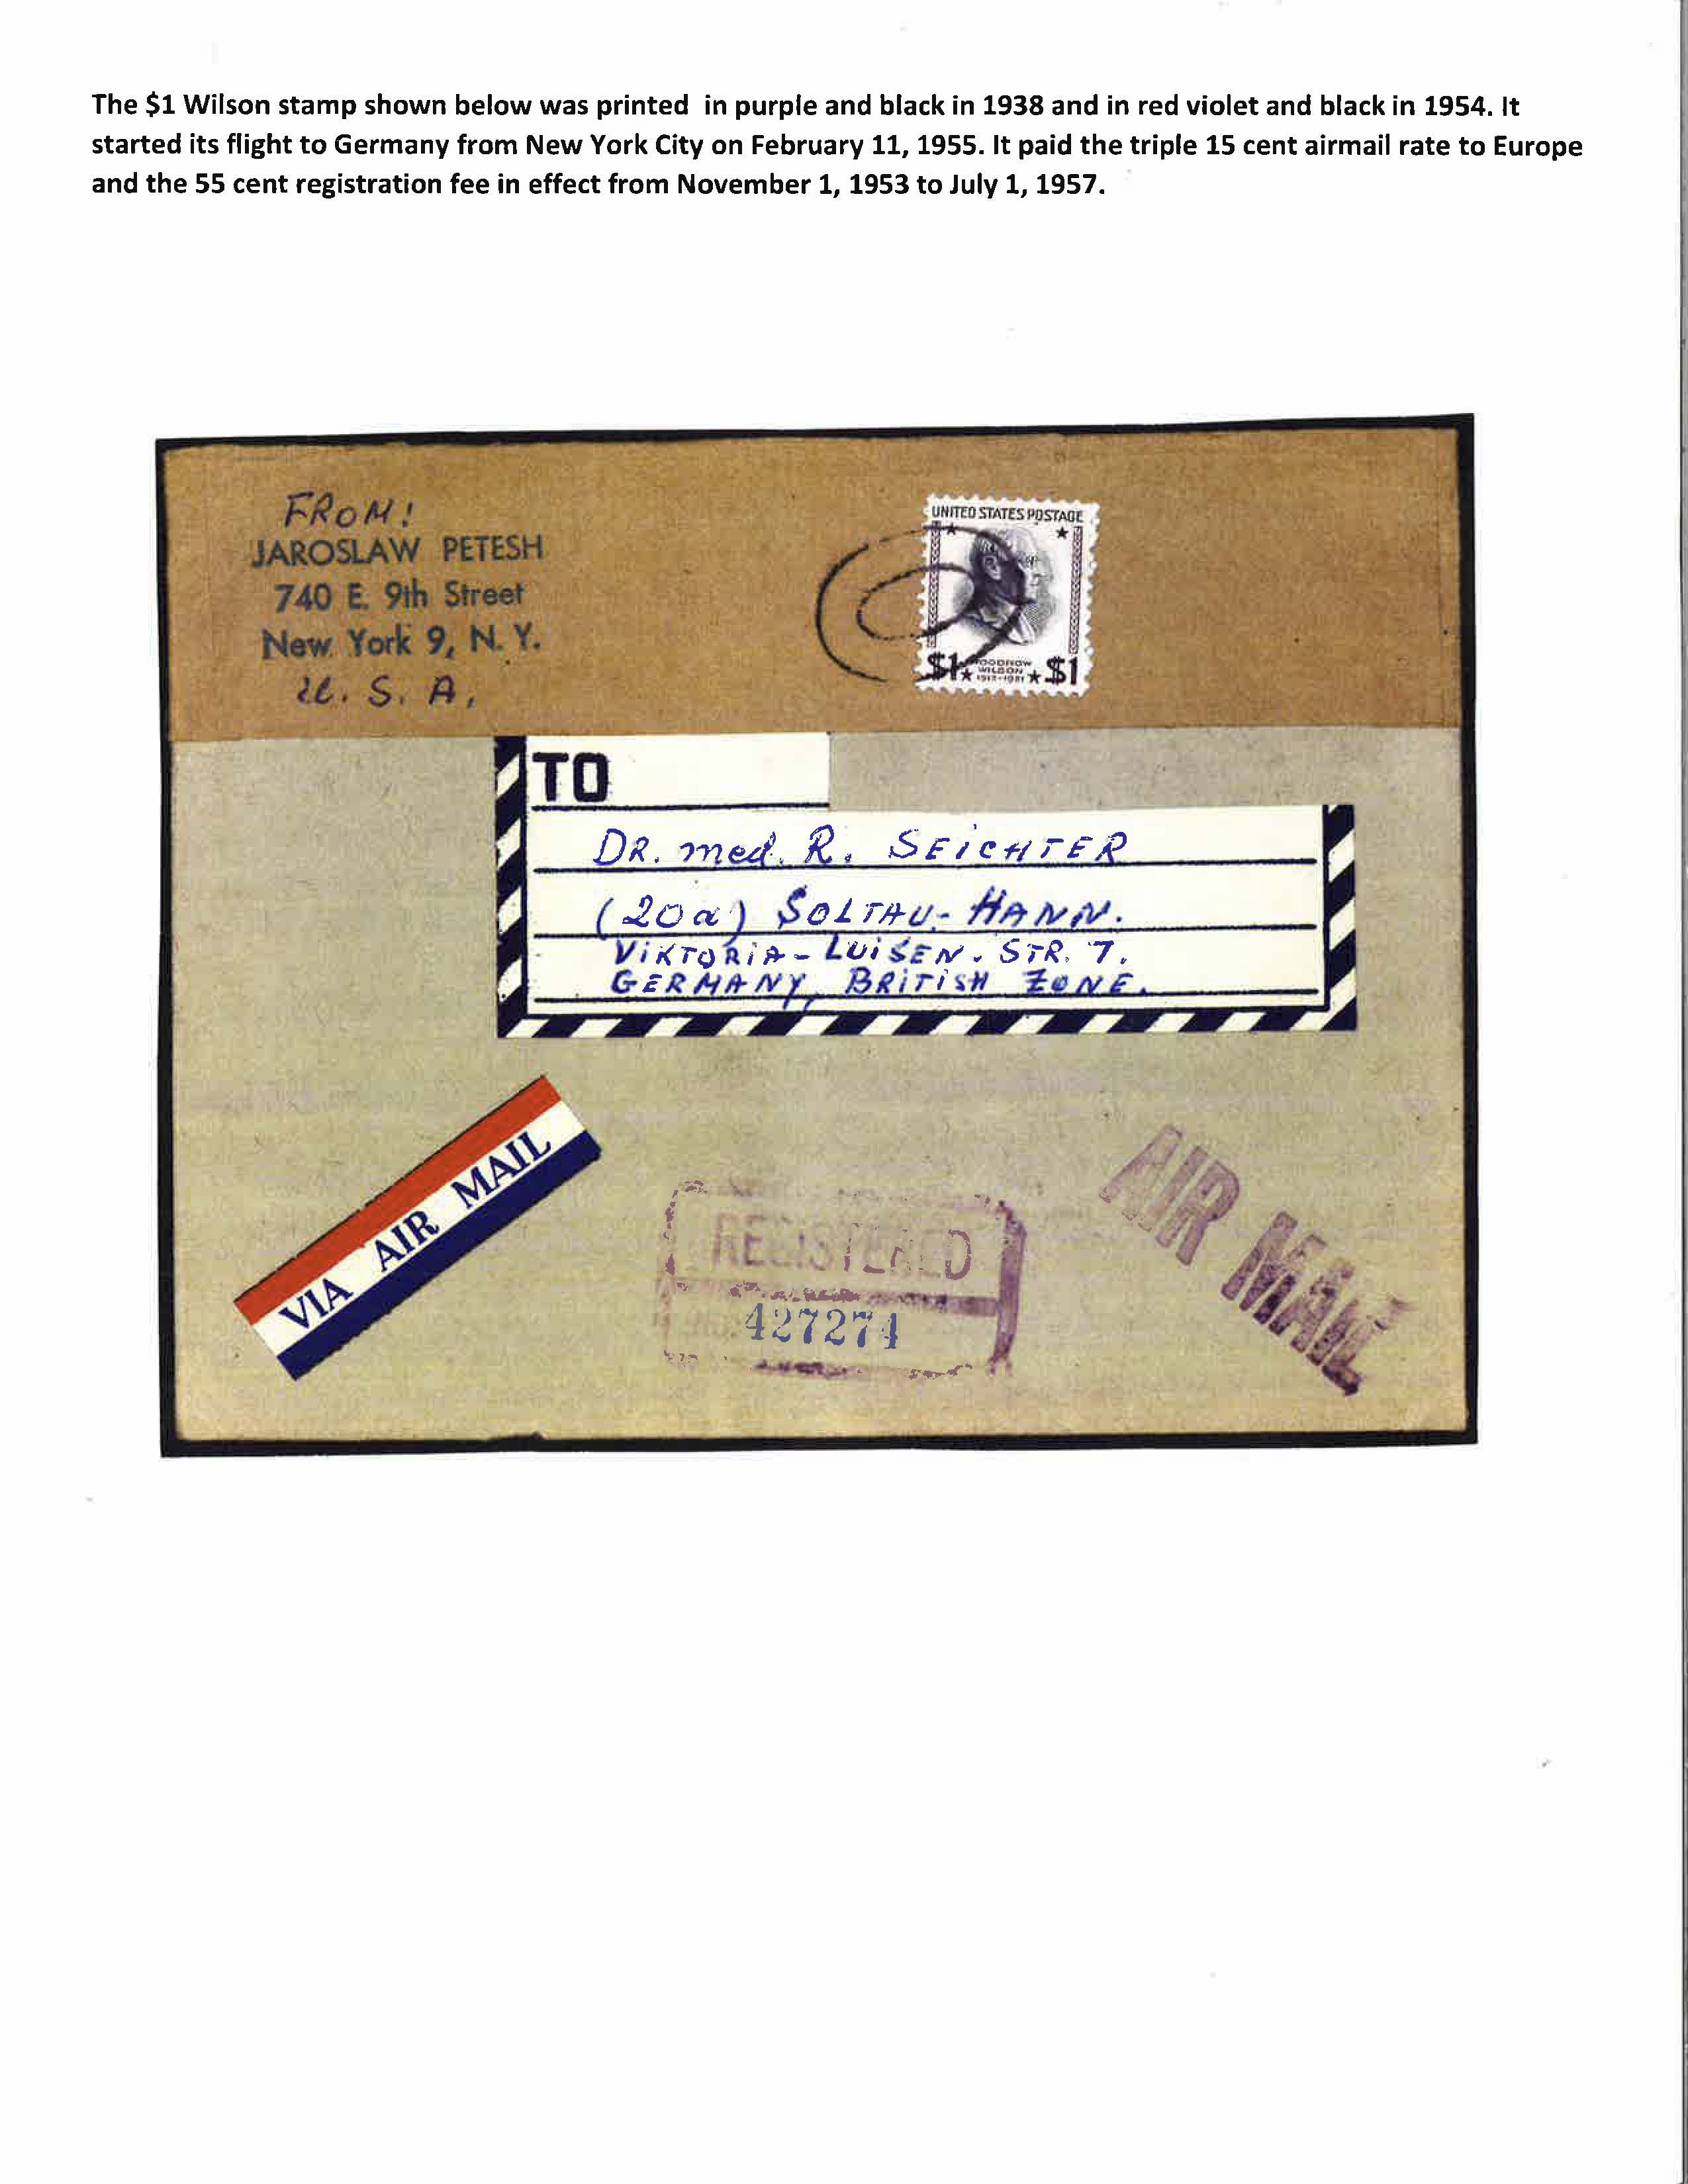 The $1 Wilson stamp shown below was printed in purple and black in 1938 and in red violet and black in 1954. It
started its flight to Germany from New York City on February 11, 1955. It paid the triple 15 cent airmail rate to Europe
and the 55 cent registration fee in effect from November 1, 1953 to July 1, 1957.
FROM!
JAROSLAW PETESH
740 E. 9th Street
New York 9, N. Y.
U. S. A.
UNITED STATES POSTAGE
$1 WOODROW $1
WILSON
TO
DR. med. R. SEICHTER
(20a) SOLTAU-HANN.
VIKTORIA-LUISEN. STR. 7.
GERMANY, BRITISH ZONE.
VIA AIR MAIL
REGISTERED
427274
AIR MAIL